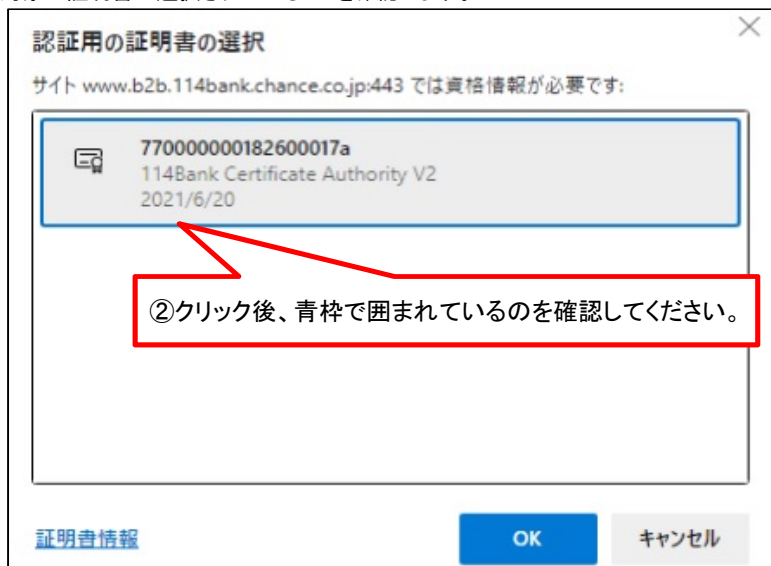 認証用の証明書の選択
サイト www.b2b.114bank.chance.co.jp:443 では資格情報が必要です:
7700000001826​00017a
114Bank Certificate Authority V2
2021/6/20
②クリック後、青枠で囲まれているのを確認してください。
証明書情報
OK
キャンセル